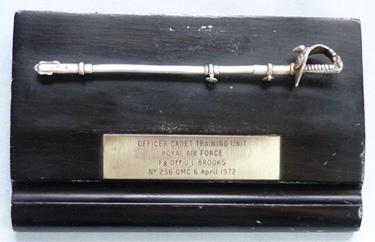 OFFICER CADET TRAINING UNIT
ROYAL AIR FORCE
Fg Off J L BROOKS
No 256 OMC 6 April 1972